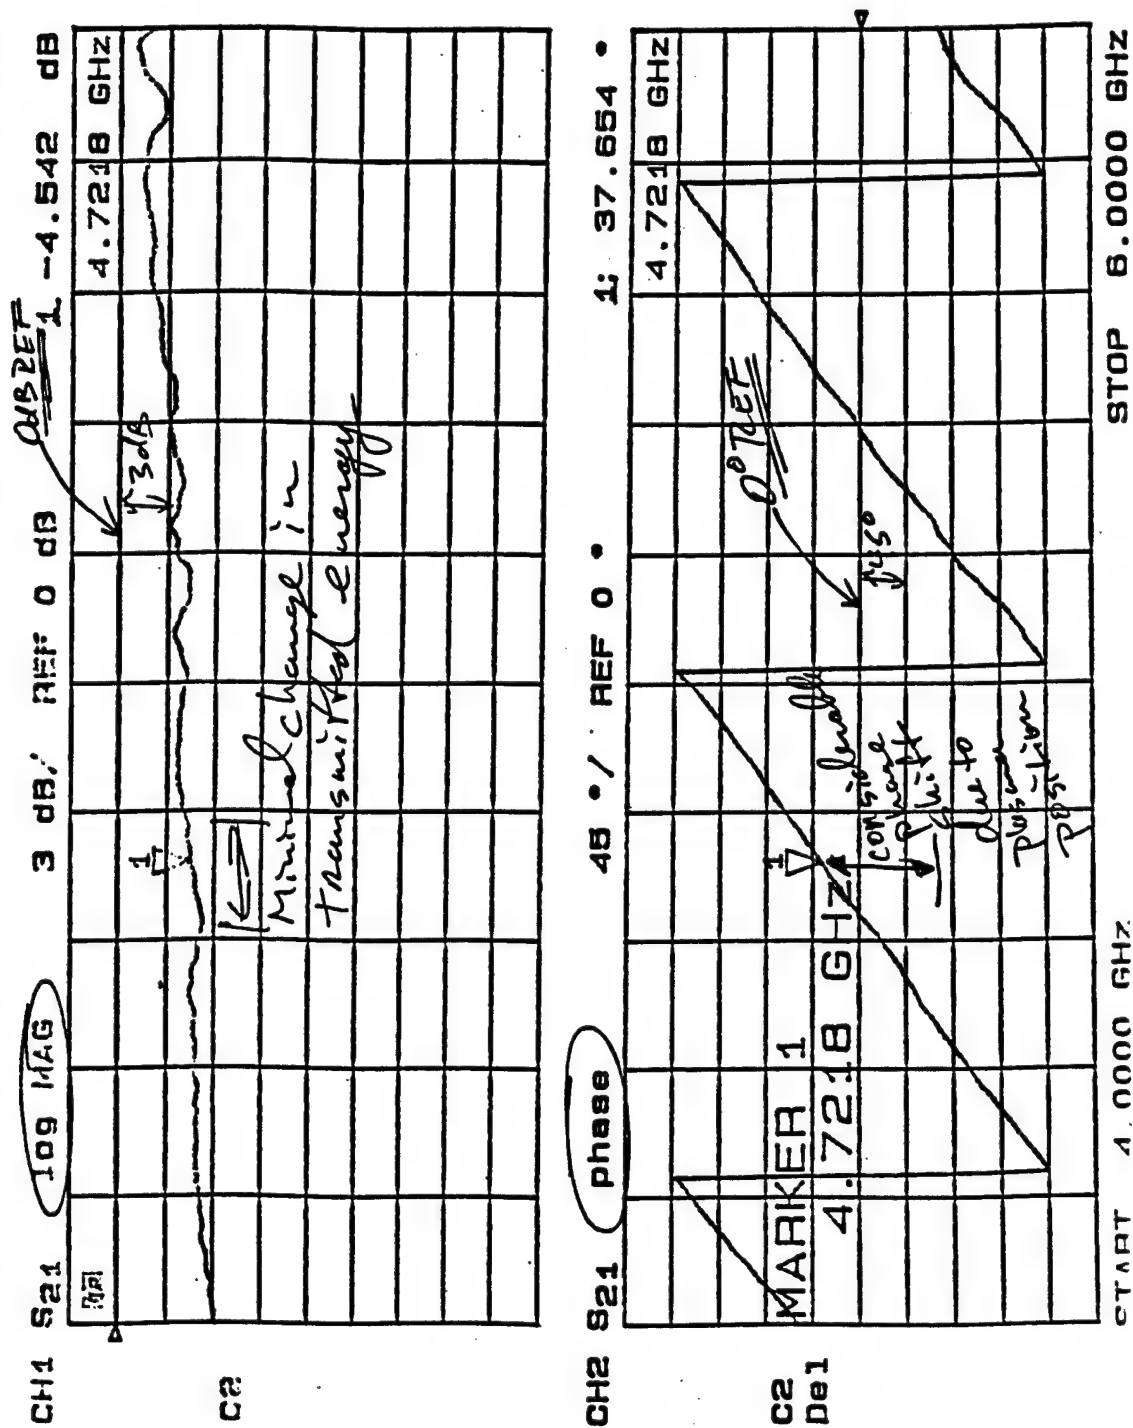 CH1 S21 log MAG 3 dB/ REF 0 dB 1 -4.542 dB
0dB REF
4.7218 GHz
↕3dB
1
C2
Minimal change in
transmitted energy
CH2 S21 phase 45 °/ REF 0 ° 1: 37.654 °
4.7218 GHz
0° REF
↕45°
1
C2
Del
MARKER 1
4.7218 GHz
considerable
phase
shift
due to
plasma
position
START 4.0000 GHz STOP 6.0000 GHz